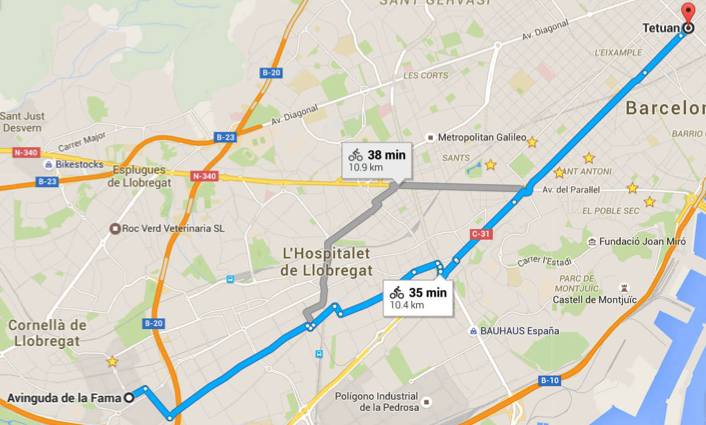 SANT GERVASI
Tetuan
Av. Diagonal
L'EIXAMPLE
B-20
LES CORTS
Sant Just
Desvern
Av. Diagonal
Barcelon
B-23
Carrer Major
Metropolitan Galileo
BARRIO
N-340
38 min
10.9 km
SANTS
Bikestocks
Esplugues
de Llobregat
N-340
SANT ANTONI
B-23
Av. del Parallel
EL POBLE SEC
Roc Verd Veterinaria SL
C-31
Fundació Joan Miró
L'Hospitalet
de Llobregat
Carrer l'Estadi
PARC DE
MONTJUÏC
35 min
10.4 km
Castell de Montjuïc
Cornellà de
Llobregat
B-20
BAUHAUS España
B-10
Avinguda de la Fama
Polígono Industrial
de la Pedrosa